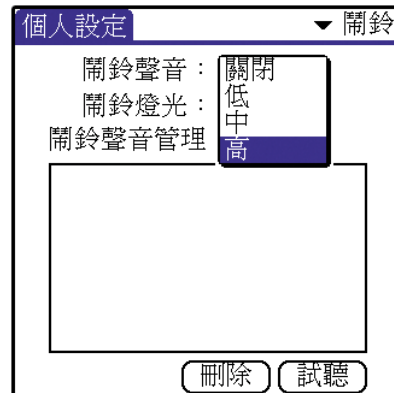 個人設定 鬧鈴
鬧鈴聲音： 關閉
低
鬧鈴燈光：
中
鬧鈴聲音管理
高
刪除 試聽